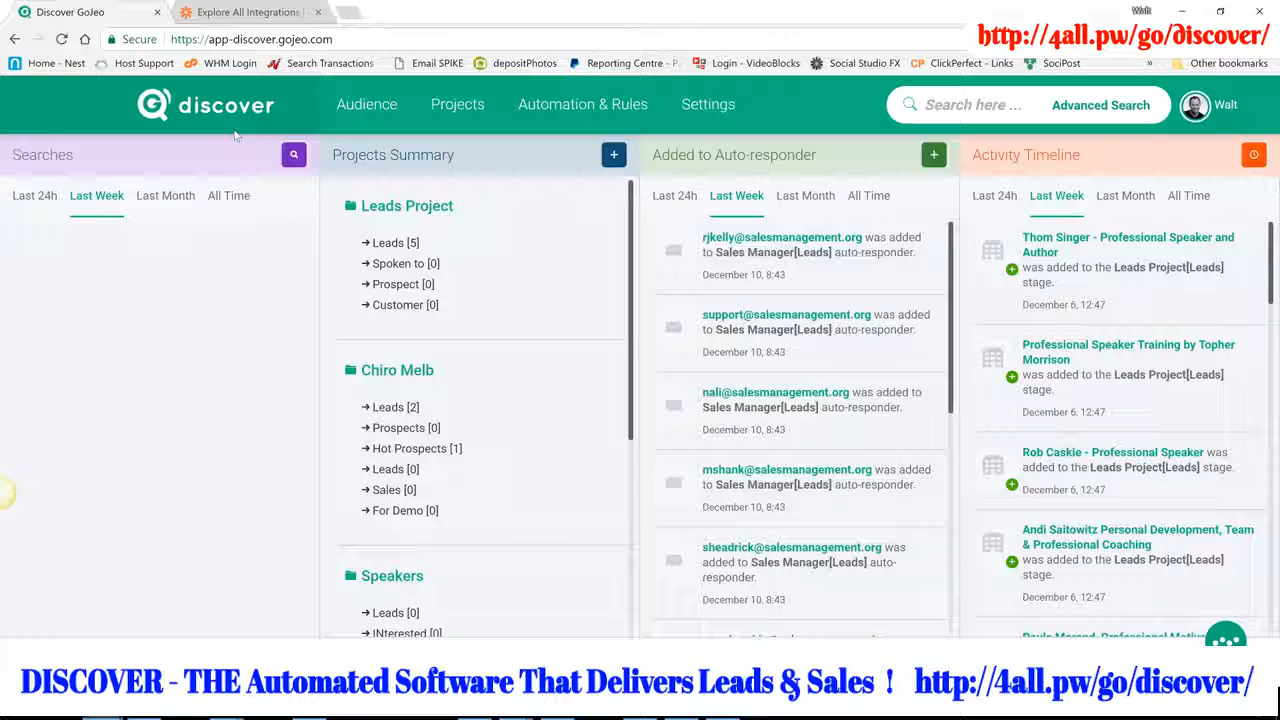 Discover GoJeo
Explore All Integrations
Walt
Secure https://app-discover.gojeo.com
http://4all.pw/go/discover/
Home - Nest Host Support WHM Login Search Transactions Email SPIKE depositPhotos Reporting Centre - P Login - VideoBlocks Social Studio FX ClickPerfect - Links SociPost » Other bookmarks
discover
Audience Projects Automation & Rules Settings
Search here ... Advanced Search
Walt
Searches
Last 24h Last Week Last Month All Time
Projects Summary
Leads Project
➔ Leads [5]
➔ Spoken to [0]
➔ Prospect [0]
➔ Customer [0]
Chiro Melb
➔ Leads [2]
➔ Prospects [0]
➔ Hot Prospects [1]
➔ Leads [0]
➔ Sales [0]
➔ For Demo [0]
Speakers
➔ Leads [0]
➔ INterested [0]
Added to Auto-responder
Last 24h Last Week Last Month All Time
rjkelly@salesmanagement.org was added
to Sales Manager[Leads] auto-responder.
December 10, 8:43
support@salesmanagement.org was added
to Sales Manager[Leads] auto-responder.
December 10, 8:43
nali@salesmanagement.org was added to
Sales Manager[Leads] auto-responder.
December 10, 8:43
mshank@salesmanagement.org was added
to Sales Manager[Leads] auto-responder.
December 10, 8:43
sheadrick@salesmanagement.org was
added to Sales Manager[Leads] auto-
responder.
December 10, 8:43
Activity Timeline
Last 24h Last Week Last Month All Time
Thom Singer - Professional Speaker and
Author
was added to the Leads Project[Leads]
stage.
December 6, 12:47
Professional Speaker Training by Topher
Morrison
was added to the Leads Project[Leads]
stage.
December 6, 12:47
Rob Caskie - Professional Speaker was
added to the Leads Project[Leads] stage.
December 6, 12:47
Andi Saitowitz Personal Development, Team
& Professional Coaching
was added to the Leads Project[Leads]
stage.
December 6, 12:47
DISCOVER - THE Automated Software That Delivers Leads & Sales ! http://4all.pw/go/discover/